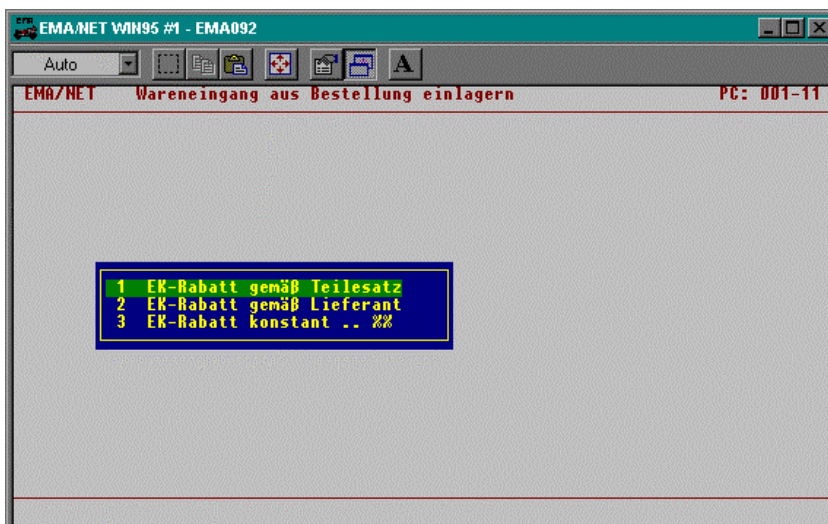 EMA/NET WIN95 #1 - EMA092
Auto
A
EMA/NET Wareneingang aus Bestellung einlagern PC: 001-11
1 EK-Rabatt gemäß Teilesatz
2 EK-Rabatt gemäß Lieferant
3 EK-Rabatt konstant .. %%